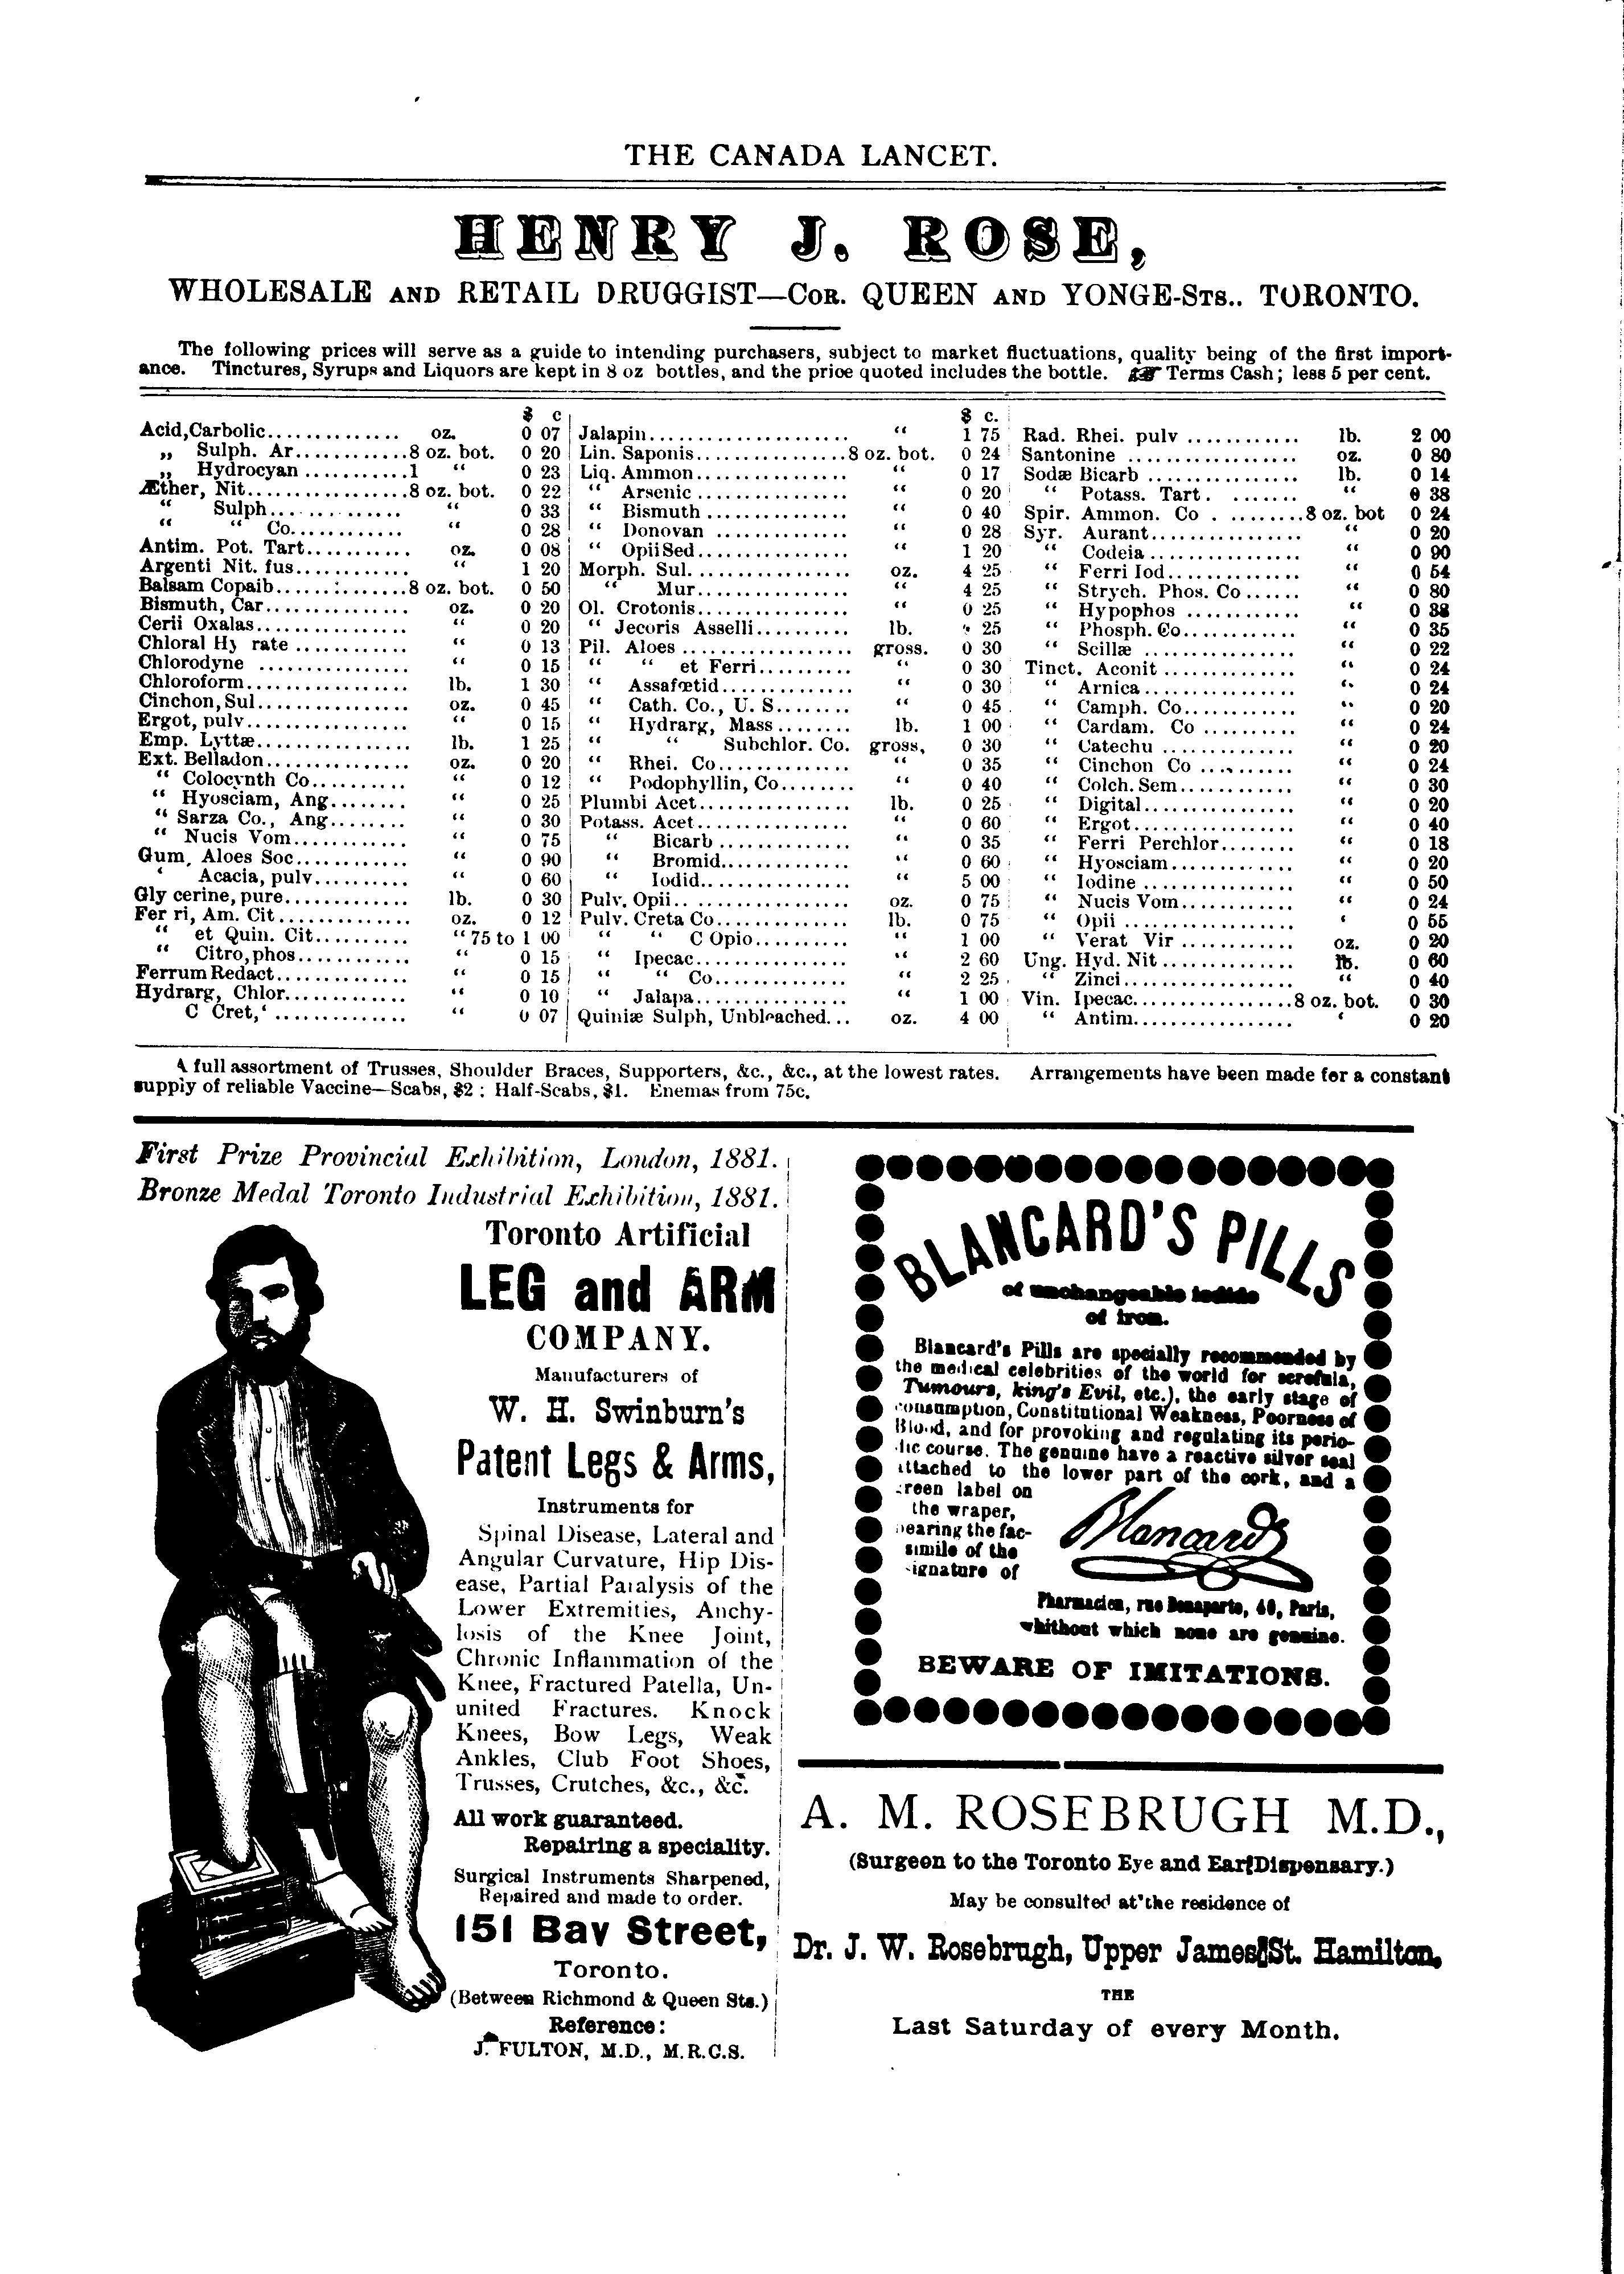 THE CANADA LANCET.
HENRY J. ROSE,
WHOLESALE AND RETAIL DRUGGIST—COR. QUEEN AND YONGE-STS.. TORONTO.
The following prices will serve as a guide to intending purchasers, subject to market fluctuations, quality being of the first import-
ance. Tinctures, Syrups and Liquors are kept in 8 oz bottles, and the price quoted includes the bottle. ☞ Terms Cash; less 5 per cent.
$ c
Acid, Carbolic.............. oz. 0 07
„ Sulph. Ar............8 oz. bot. 0 20
„ Hydrocyan ...........1 “ 0 23
Æther, Nit.................8 oz. bot. 0 22
“ Sulph.............. “ 0 33
“ “ Co............ “ 0 28
Antim. Pot. Tart........... oz. 0 08
Argenti Nit. fus............ “ 1 20
Balsam Copaib..............8 oz. bot. 0 50
Bismuth, Car............... oz. 0 20
Cerii Oxalas................ “ 0 20
Chloral Hy rate ............ “ 0 13
Chlorodyne ................ “ 0 15
Chloroform................. lb. 1 30
Cinchon, Sul................ oz. 0 45
Ergot, pulv................. “ 0 15
Emp. Lyttæ................ lb. 1 25
Ext. Belladon............... oz. 0 20
“ Colocynth Co.......... “ 0 12
“ Hyosciam, Ang........ “ 0 25
“ Sarza Co., Ang........ “ 0 30
“ Nucis Vom............ “ 0 75
Gum, Aloes Soc............ “ 0 90
‘ Acacia, pulv.......... “ 0 60
Gly cerine, pure............. lb. 0 30
Fer ri, Am. Cit.............. oz. 0 12
“ et Quin. Cit.......... “ 75 to 1 00
“ Citro, phos............ “ 0 15
Ferrum Redact.............. “ 0 15
Hydrarg, Chlor............. “ 0 10
C Cret,‘ .............. “ 0 07
$ c.
Jalapin..................... “ 1 75
Lin. Saponis................8 oz. bot. 0 24
Liq. Ammon................ “ 0 17
“ Arsenic ................ “ 0 20
“ Bismuth ............... “ 0 40
“ Donovan .............. “ 0 28
“ Opii Sed................ “ 1 20
Morph. Sul................. oz. 4 25
“ Mur................ “ 4 25
Ol. Crotonis................ “ 0 25
“ Jecoris Asselli.......... lb. 25
Pil. Aloes .................. gross. 0 30
“ “ et Ferri.......... “ 0 30
“ Assafœtid.............. “ 0 30
“ Cath. Co., U. S........ “ 0 45
“ Hydrarg, Mass ........ lb. 1 00
“ “ Subchlor. Co. gross, 0 30
“ Rhei. Co.............. “ 0 35
“ Podophyllin, Co........ “ 0 40
Plumbi Acet................ lb. 0 25
Potass. Acet................ “ 0 60
“ Bicarb .............. “ 0 35
“ Bromid.............. “ 0 60
“ Iodid................ “ 5 00
Pulv. Opii.................. oz. 0 75
Pulv. Creta Co.............. lb. 0 75
“ “ C Opio.......... “ 1 00
“ Ipecac................ “ 2 60
“ “ Co.............. “ 2 25
“ Jalapa................ “ 1 00
Quiniæ Sulph, Unbleached... oz. 4 00
Rad. Rhei. pulv ............ lb. 2 00
Santonine .................. oz. 0 80
Sodæ Bicarb ................ lb. 0 14
“ Potass. Tart. ....... “ 0 38
Spir. Ammon. Co . ........8 oz. bot 0 24
Syr. Aurant................ “ 0 20
“ Codeia ................ “ 0 90
“ Ferri Iod.............. “ 0 54
“ Strych. Phos. Co...... “ 0 80
“ Hypophos ............ “ 0 38
“ Phosph. Co............ “ 0 35
“ Scillæ ................ “ 0 22
Tinct. Aconit .............. “ 0 24
“ Arnica ................ “ 0 24
“ Camph. Co............ “ 0 20
“ Cardam. Co .......... “ 0 24
“ Catechu .............. “ 0 20
“ Cinchon Co .......... “ 0 24
“ Colch. Sem............ “ 0 30
“ Digital................ “ 0 20
“ Ergot................. “ 0 40
“ Ferri Perchlor........ “ 0 18
“ Hyosciam.............. “ 0 20
“ Iodine ................ “ 0 50
“ Nucis Vom............ “ 0 24
“ Opii .................. ‘ 0 55
“ Verat Vir ............ oz. 0 20
Ung. Hyd. Nit.............. lb. 0 60
“ Zinci.................. “ 0 40
Vin. Ipecac.................8 oz. bot. 0 30
“ Antim................. ‘ 0 20
A full assortment of Trusses, Shoulder Braces, Supporters, &c., &c., at the lowest rates. Arrangements have been made for a constant
supply of reliable Vaccine—Scabs, $2 : Half-Scabs, $1. Enemas from 75c.
First Prize Provincial Exhibition, London, 1881.
Bronze Medal Toronto Industrial Exhibition, 1881.
Toronto Artificial
LEG and ARM
COMPANY.
Manufacturers of
W. H. Swinburn's
Patent Legs & Arms,
Instruments for
Spinal Disease, Lateral and
Angular Curvature, Hip Dis-
ease, Partial Paralysis of the
Lower Extremities, Anchy-
losis of the Knee Joint,
Chronic Inflammation of the
Knee, Fractured Patella, Un-
united Fractures. Knock
Knees, Bow Legs, Weak
Ankles, Club Foot Shoes,
Trusses, Crutches, &c., &c.
All work guaranteed.
Repairing a speciality.
Surgical Instruments Sharpened,
Repaired and made to order.
151 Bay Street,
Toronto.
(Between Richmond & Queen Sts.)
Reference:
J. FULTON, M.D., M.R.C.S.
BLANCARD'S PILLS
of unchangeable iodide
of iron.
Blancard's Pills are specially recommended by
the medical celebrities of the world for scrofula,
Tumours, king's Evil, etc.), the early stage of
consumption, Constitutional Weakness, Poorness of
Blood, and for provoking and regulating its perio-
dic course. The genuine have a reactive silver seal
attached to the lower part of the cork, and a
green label on
the wraper,
bearing the fac-
simile of the
signature of
Blancard
Pharmacien, rue Bonaparte, 40, Paris,
whithout which none are genuine.
BEWARE OF IMITATIONS.
A. M. ROSEBRUGH M.D.,
(Surgeon to the Toronto Eye and Ear Dispensary.)
May be consulted at the residence of
Dr. J. W. Rosebrugh, Upper James St. Hamilton,
THE
Last Saturday of every Month.